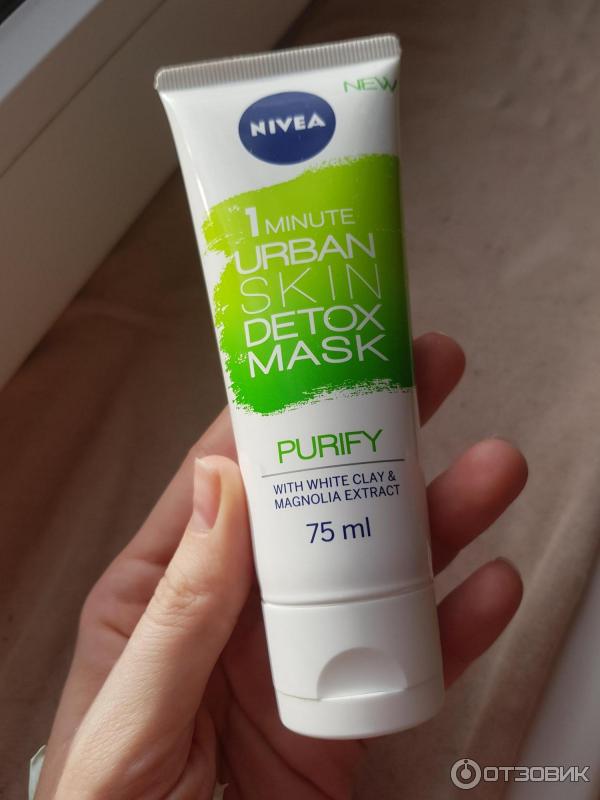 NEW
NIVEA
1 MINUTE
URBAN
SKIN
DETOX
MASK
PURIFY
WITH WHITE CLAY &
MAGNOLIA EXTRACT
75 ml
ОТЗОВИК